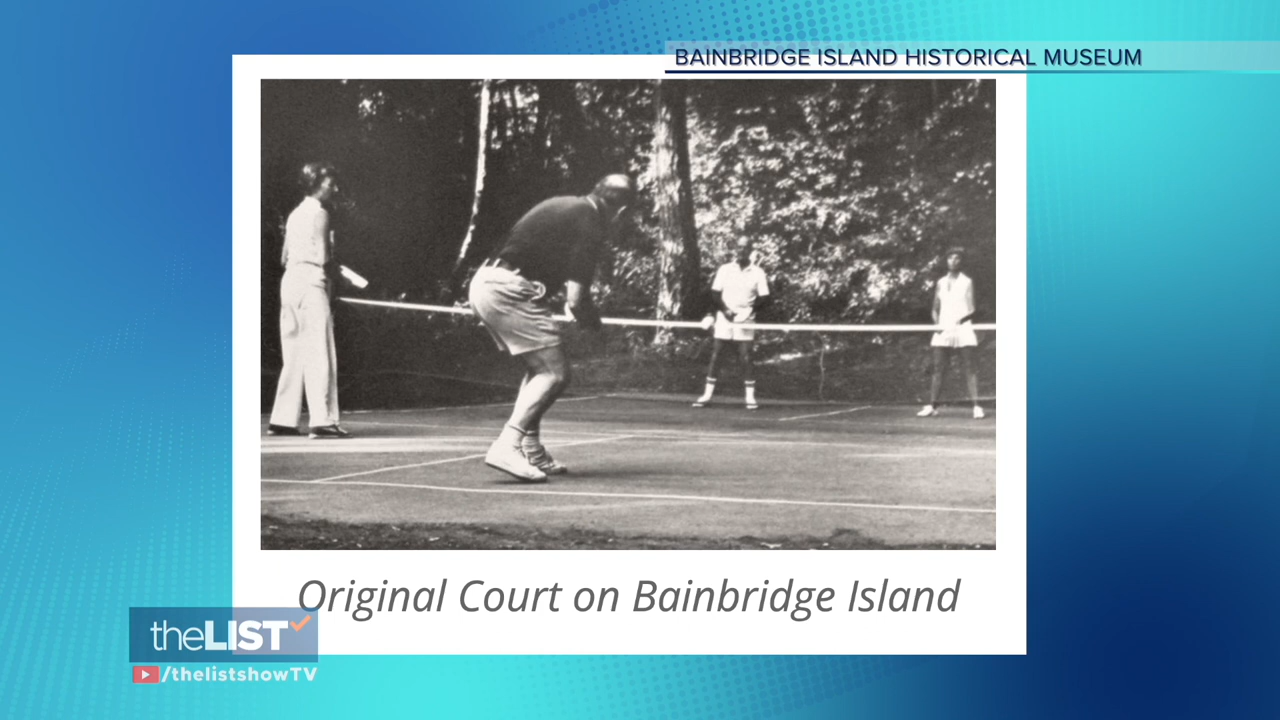 BAINBRIDGE ISLAND HISTORICAL MUSEUM
Original Court on Bainbridge Island
theLIST
/thelistshowTV